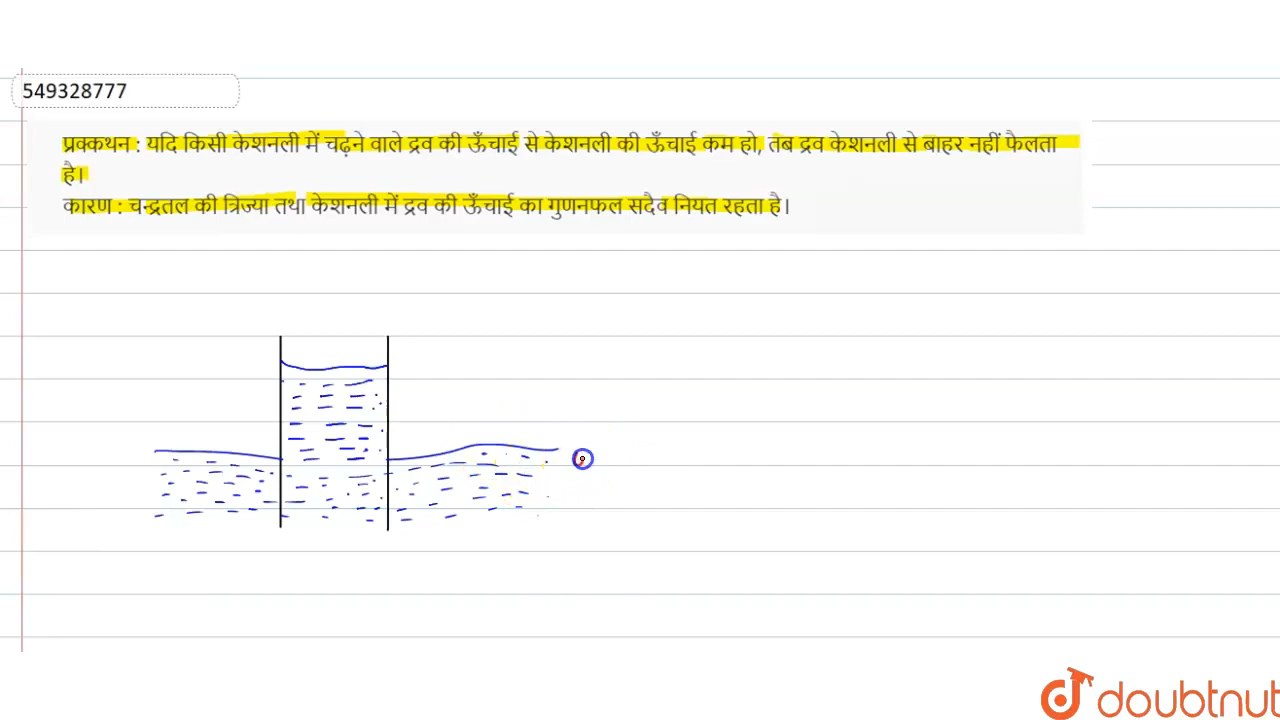 549328777
प्रक्कथन : यदि किसी केशनली में चढ़ने वाले द्रव की ऊँचाई से केशनली की ऊँचाई कम हो, तब द्रव केशनली से बाहर नहीं फैलता
है।
कारण : चन्द्रतल की त्रिज्या तथा केशनली में द्रव की ऊँचाई का गुणनफल सदैव नियत रहता है।
doubtnut